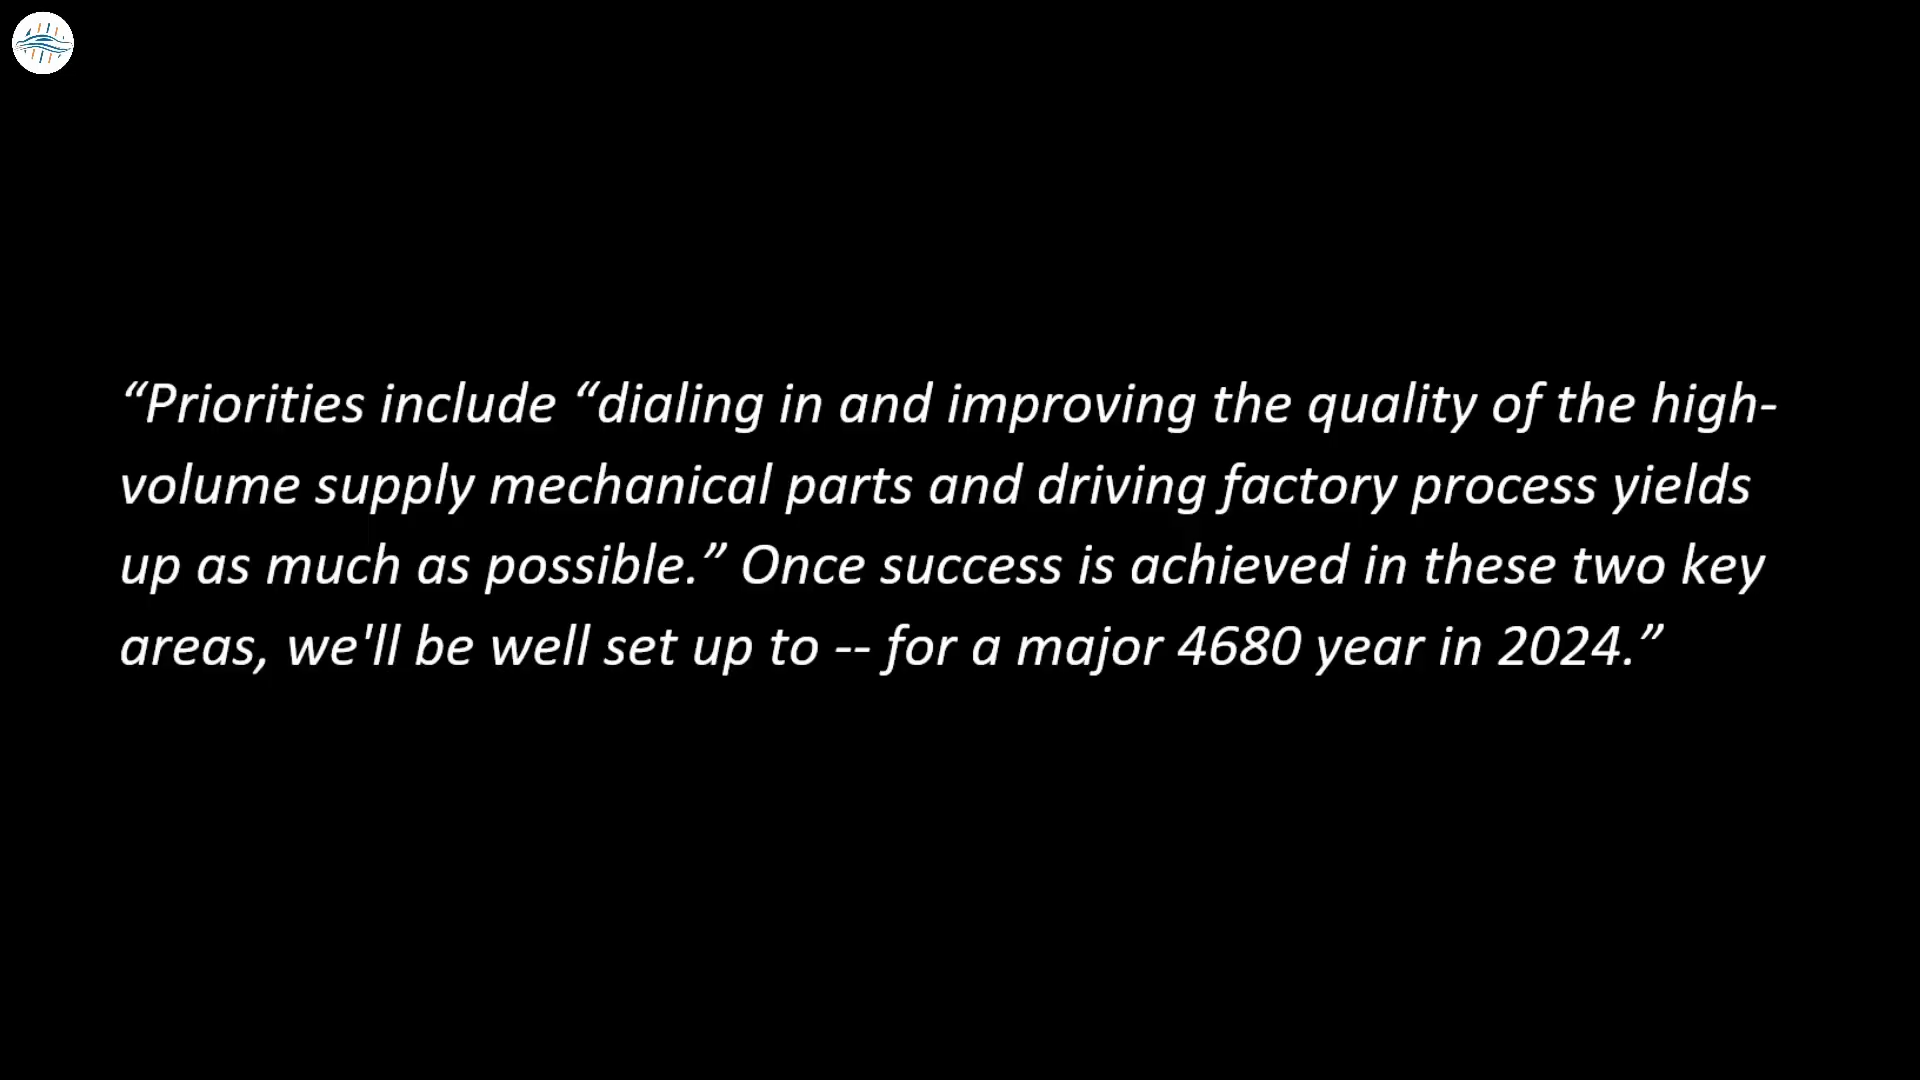 “Priorities include “dialing in and improving the quality of the high-
volume supply mechanical parts and driving factory process yields
up as much as possible.” Once success is achieved in these two key
areas, we'll be well set up to -- for a major 4680 year in 2024.”